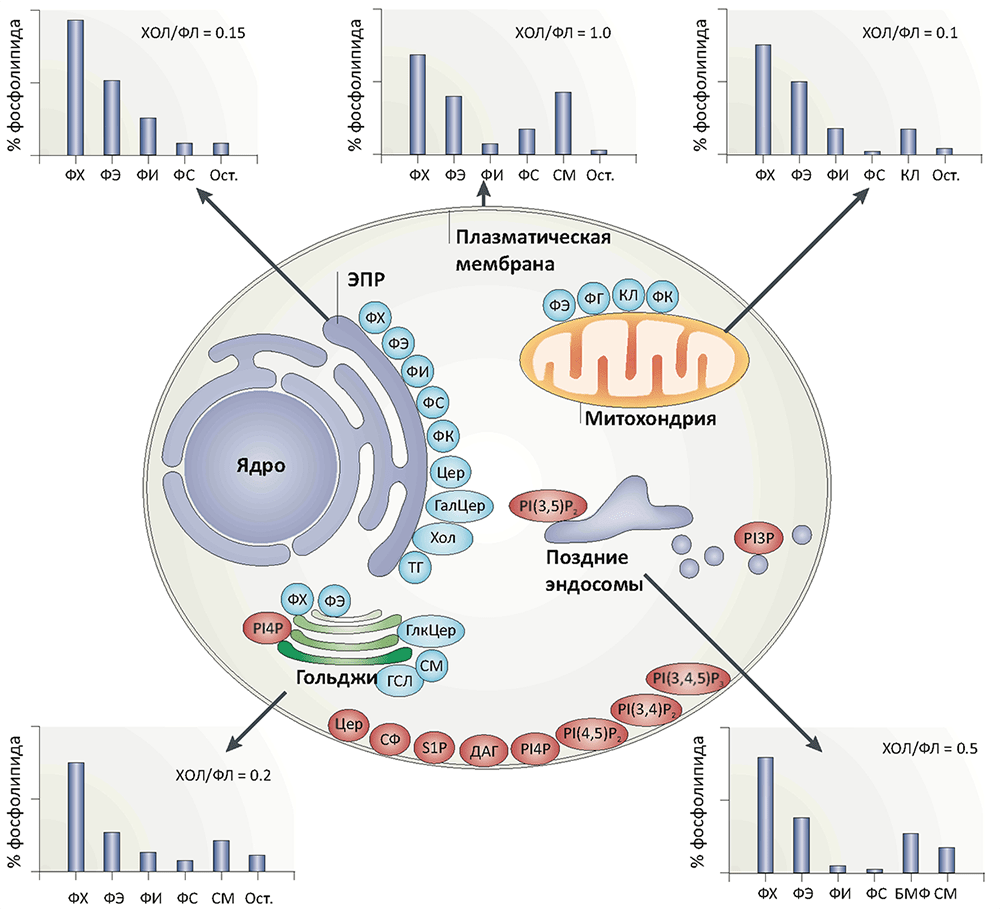 ХОЛ/ФЛ = 0.15
% фосфолипида
ФХ ФЭ ФИ ФС Ост.
ХОЛ/ФЛ = 1.0
% фосфолипида
ФХ ФЭ ФИ ФС СМ Ост.
ХОЛ/ФЛ = 0.1
% фосфолипида
ФХ ФЭ ФИ ФС КЛ Ост.
Плазматическая
мембрана
ЭПР
ФХ
ФЭ
ФИ
ФС
ФК
Цер
ГалЦер
Хол
ТГ
ФЭ ФГ КЛ ФК
Митохондрия
Ядро
PI(3,5)P₂
Поздние
эндосомы
PI3P
ФХ ФЭ
PI4P
ГлкЦер
СМ
ГСЛ
Гольджи
Цер
СФ
S1P
ДАГ
PI4P
PI(4,5)P₂
PI(3,4)P₂
PI(3,4,5)P₃
ХОЛ/ФЛ = 0.2
% фосфолипида
ФХ ФЭ ФИ ФС СМ Ост.
ХОЛ/ФЛ = 0.5
% фосфолипида
ФХ ФЭ ФИ ФС БМФ СМ